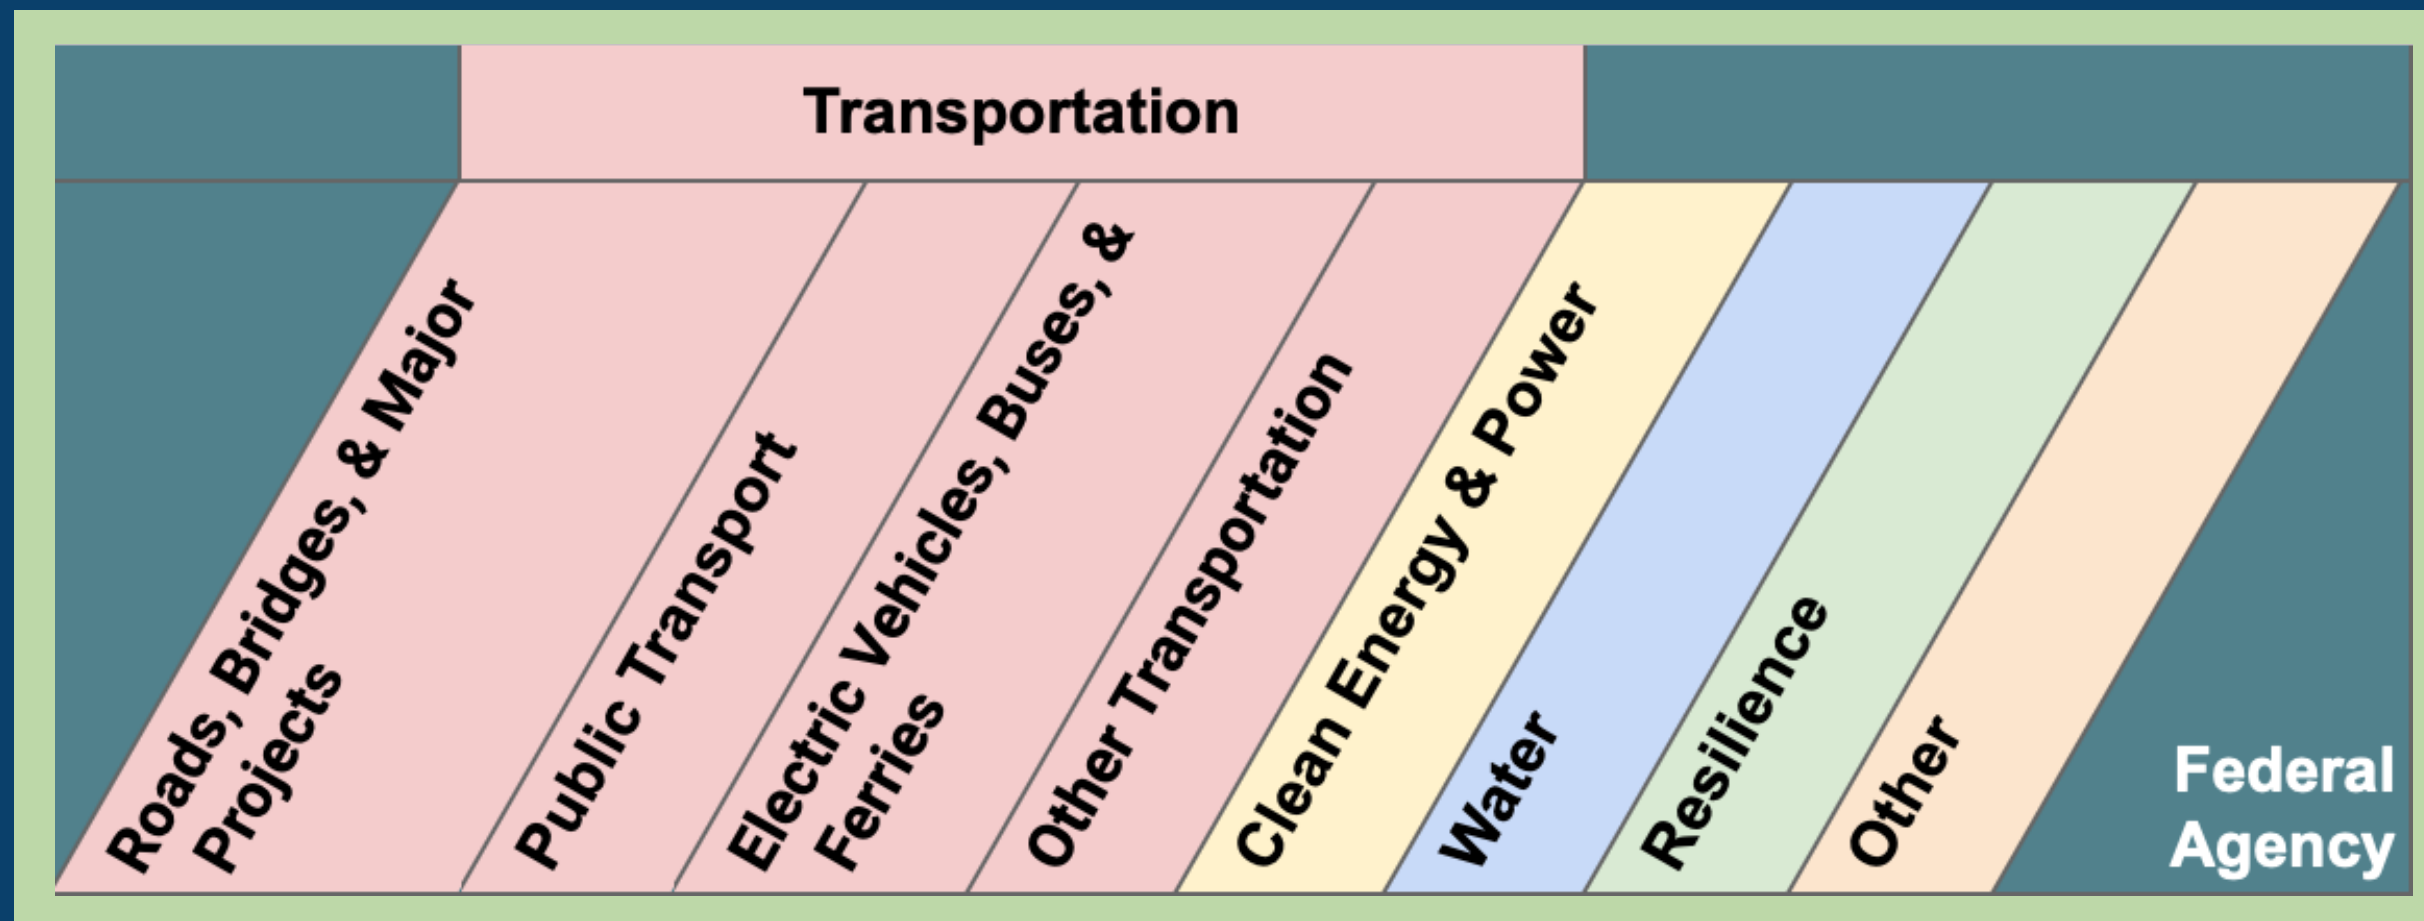 Transportation
Roads, Bridges, & Major
Projects
Public Transport
Electric Vehicles, Buses, &
Ferries
Other Transportation
Clean Energy & Power
Water
Resilience
Other
Federal
Agency